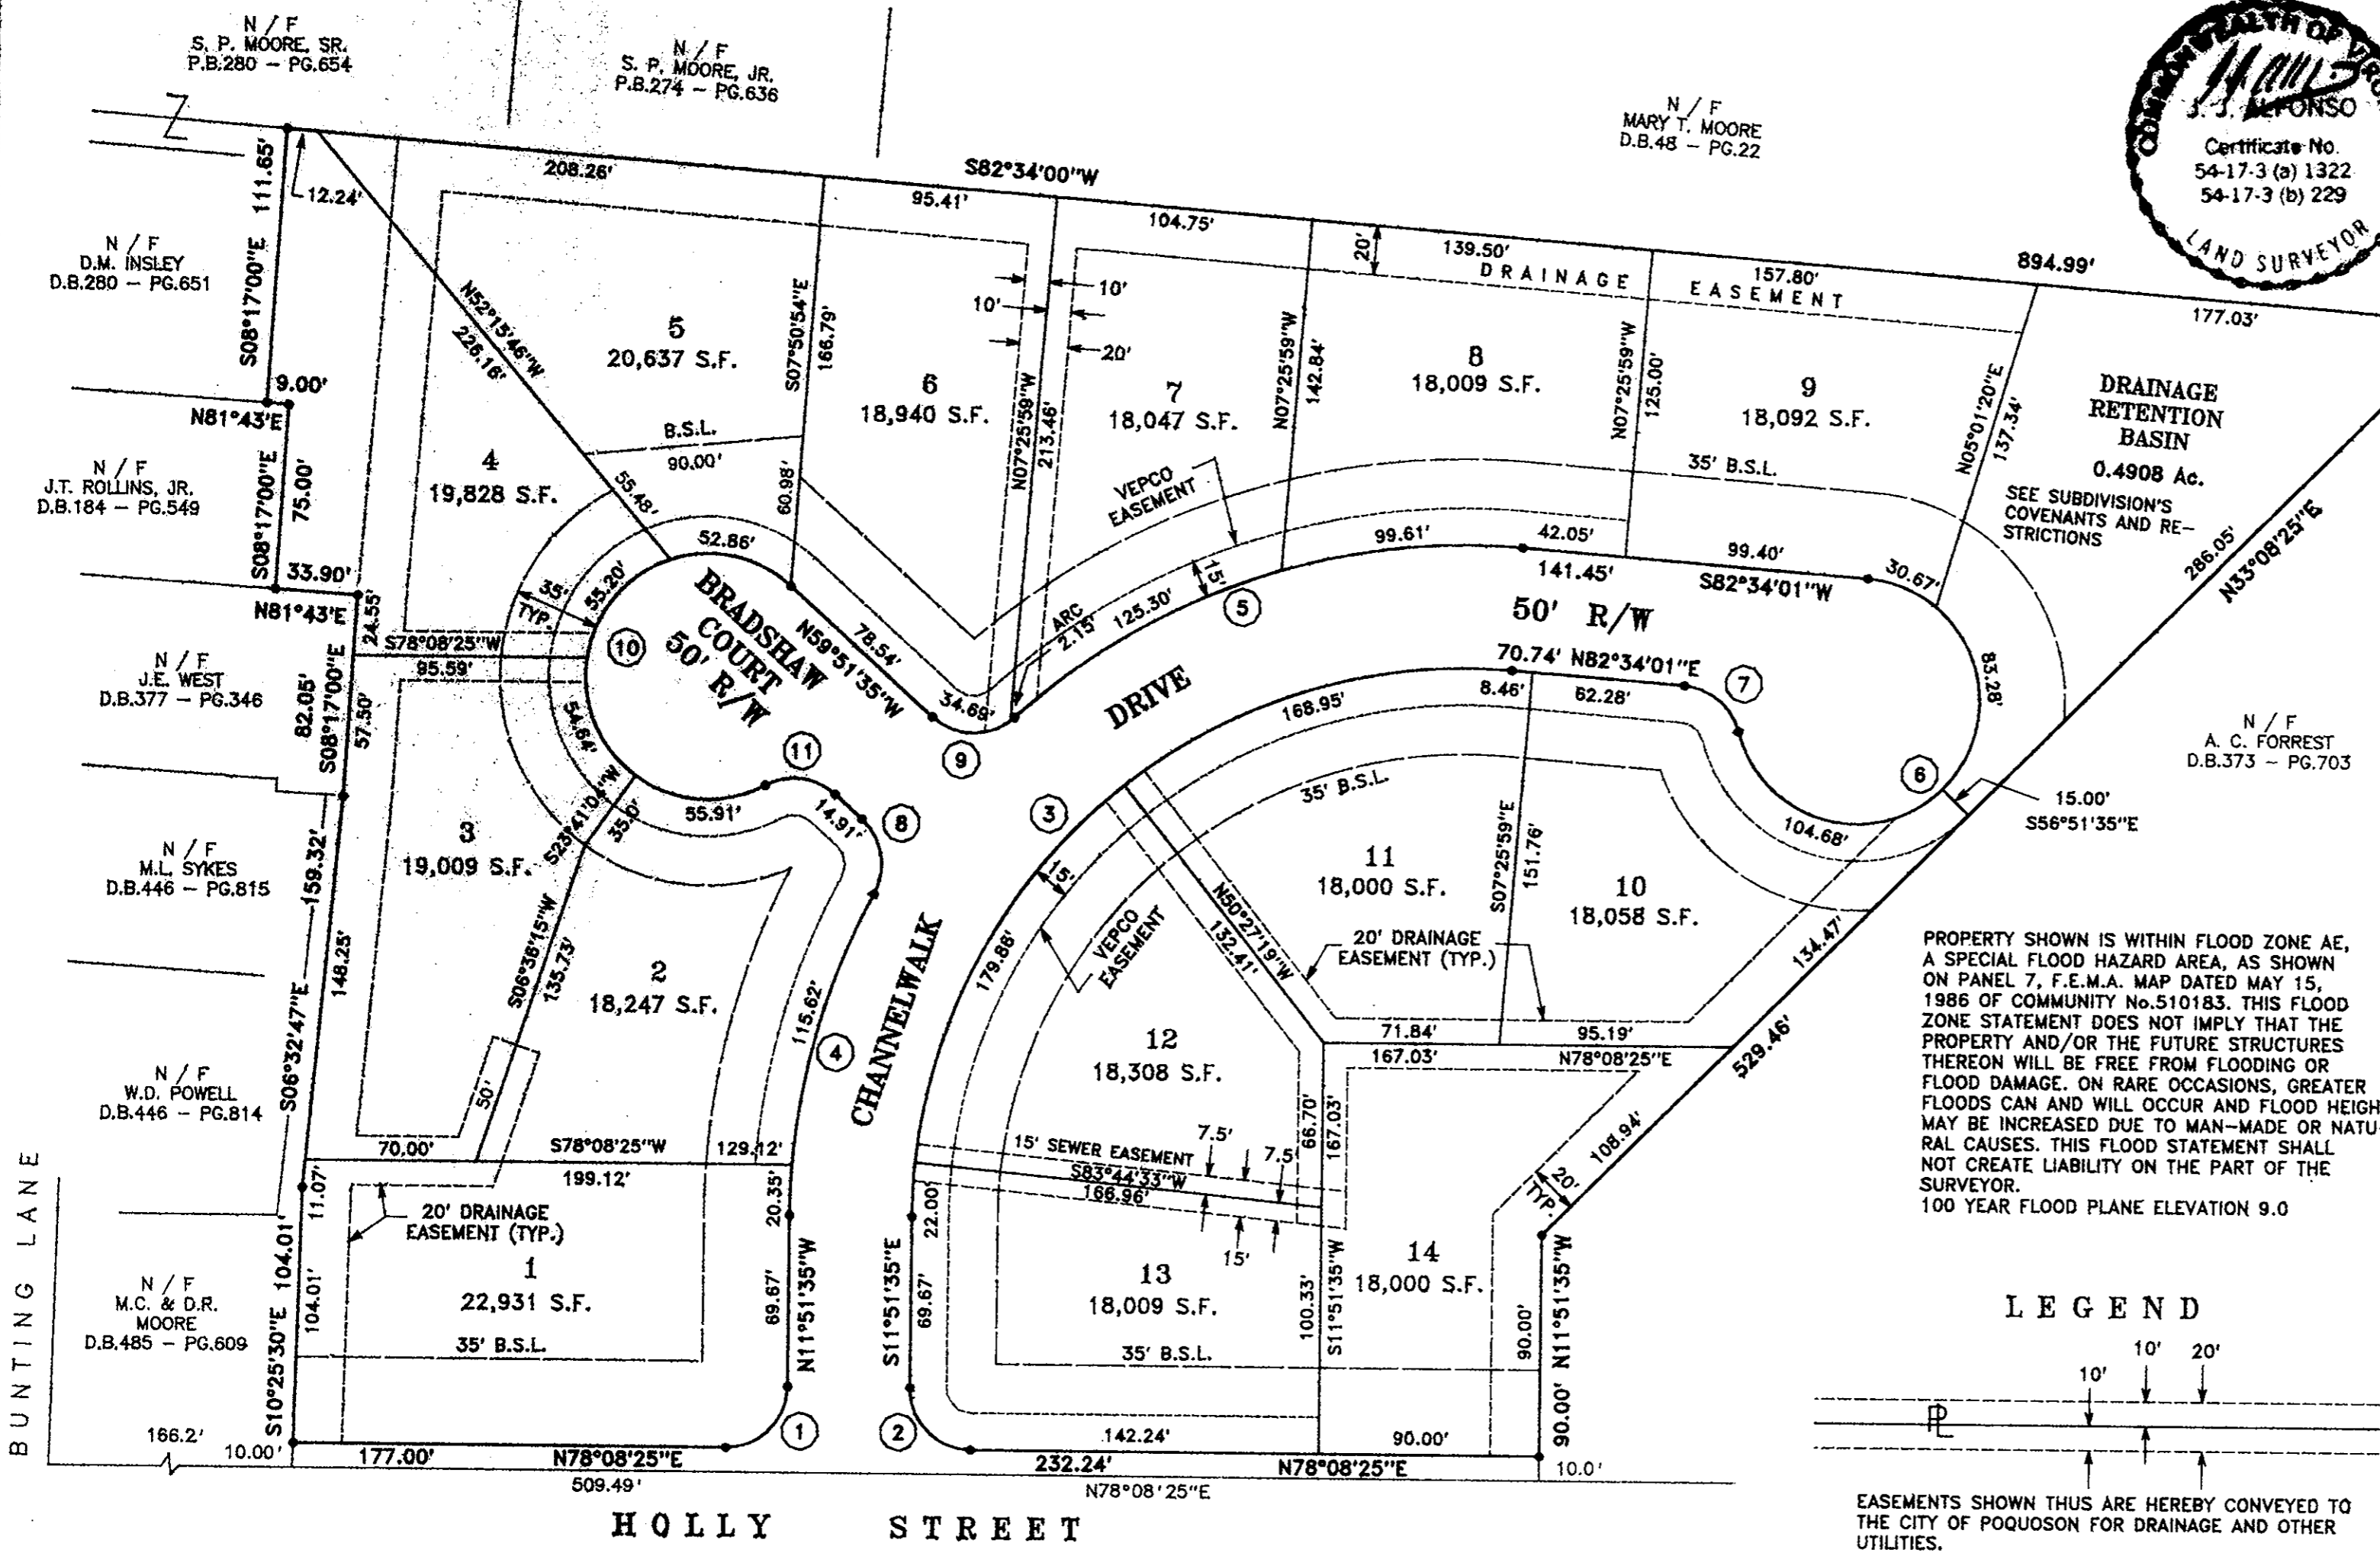 N / F
S. P. MOORE, SR.
P.B.280 – PG.654
N / F
S. P. MOORE, JR.
P.B.274 – PG.636
N / F
MARY T. MOORE
D.B.48 – PG.22
COMMONWEALTH OF
J. J. ALFONSO
Certificate No.
54-17-3 (a) 1322
54-17-3 (b) 229
LAND SURVEYOR
111.65'
12.24'
208.26'
S82°34'00"W
95.41'
104.75'
139.50'
20'
157.80'
894.99'
177.03'
DRAINAGE EASEMENT
N / F
D.M. INSLEY
D.B.280 – PG.651
S08°17'00"E
9.00'
N81°43'E
N52°15'46"W
226.16'
5
20,637 S.F.
S07°50'54"E
166.79'
B.S.L.
90.00'
6
18,940 S.F.
10'
10'
20'
N07°25'59"W
213.46'
7
18,047 S.F.
N07°25'59"W
142.84'
8
18,009 S.F.
N07°25'59"W
125.00'
9
18,092 S.F.
N05°01'20"E
137.34'
DRAINAGE
RETENTION
BASIN
0.4908 Ac.
SEE SUBDIVISION'S
COVENANTS AND RE–
STRICTIONS
286.05'
N33°08'25"E
N / F
J.T. ROLLINS, JR.
D.B.184 – PG.549
S08°17'00"E
75.00'
33.90'
N81°43'E
24.55'
4
19,828 S.F.
55.48'
60.98'
52.86'
55.20'
35'
TYP.
VEPCO
EASEMENT
35' B.S.L.
99.61'
42.05'
99.40'
141.45'
S82°34'01"W
30.67'
15'
125.30'
ARC
2.15'
5
50' R/W
BRADSHAW
COURT
50' R/W
N59°51'35"W
78.54'
34.69'
10
S78°08'25"W
95.59'
N / F
J.E. WEST
D.B.377 – PG.346
82.05'
S08°17'00"E
57.50'
54.64'
11
9
DRIVE
168.95'
70.74' N82°34'01"E
8.46'
62.28'
7
83.28'
6
N / F
A. C. FORREST
D.B.373 – PG.703
15.00'
S56°51'35"E
104.68'
N / F
M.L. SYKES
D.B.446 – PG.815
159.32'
148.25'
S06°32'47"E
3
19,009 S.F.
S23°41'04"W
35.0'
55.91'
14.91'
8
3
35' B.S.L.
15'
11
18,000 S.F.
S07°25'59"E
151.76'
10
18,058 S.F.
N50°27'19"W
132.41'
20' DRAINAGE
EASEMENT (TYP.)
134.47'
S06°36'15"W
135.73'
50'
2
18,247 S.F.
115.62'
4
CHANNELWALK
179.88'
VEPCO
EASEMENT
12
18,308 S.F.
71.84'
95.19'
167.03'
N78°08'25"E
529.46'
108.94'
20'
TYP.
PROPERTY SHOWN IS WITHIN FLOOD ZONE AE,
A SPECIAL FLOOD HAZARD AREA, AS SHOWN
ON PANEL 7, F.E.M.A. MAP DATED MAY 15,
1986 OF COMMUNITY No.510183. THIS FLOOD
ZONE STATEMENT DOES NOT IMPLY THAT THE
PROPERTY AND/OR THE FUTURE STRUCTURES
THEREON WILL BE FREE FROM FLOODING OR
FLOOD DAMAGE. ON RARE OCCASIONS, GREATER
FLOODS CAN AND WILL OCCUR AND FLOOD HEIGH
MAY BE INCREASED DUE TO MAN–MADE OR NATU
RAL CAUSES. THIS FLOOD STATEMENT SHALL
NOT CREATE LIABILITY ON THE PART OF THE
SURVEYOR.
100 YEAR FLOOD PLANE ELEVATION 9.0
N / F
W.D. POWELL
D.B.446 – PG.814
11.07'
70.00'
S78°08'25"W
129.12'
199.12'
20' DRAINAGE
EASEMENT (TYP.)
20.35'
22.00'
15' SEWER EASEMENT
7.5'
7.5'
S83°44'33"W
166.96'
15'
66.70'
167.03'
BUNTING LANE
N / F
M.C. & D.R.
MOORE
D.B.485 – PG.609
S10°25'30"E 104.01'
104.01'
1
22,931 S.F.
35' B.S.L.
69.67'
N11°51'35"W
S11°51'35"E
69.67'
13
18,009 S.F.
35' B.S.L.
100.33'
S11°51'35"W
14
18,000 S.F.
90.00'
90.00' N11°51'35"W
166.2'
10.00'
177.00'
N78°08'25"E
509.49'
1
2
142.24'
232.24'
90.00'
N78°08'25"E
N78°08'25"E
10.0'
HOLLY STREET
LEGEND
10'
10'
20'
PL
EASEMENTS SHOWN THUS ARE HEREBY CONVEYED TO
THE CITY OF POQUOSON FOR DRAINAGE AND OTHER
UTILITIES.